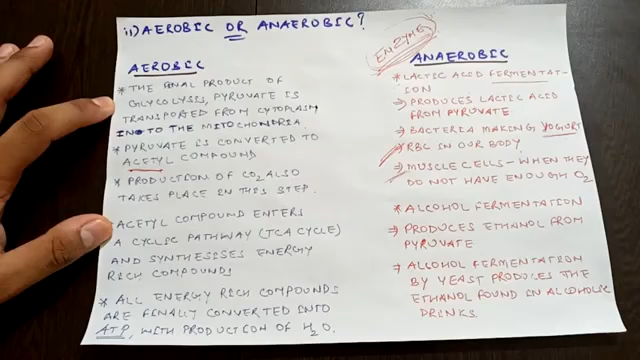 ii) AEROBIC OR ANAEROBIC?
AEROBIC
* THE FINAL PRODUCT OF
GLYCOLYSIS, PYRUVATE IS
TRANSPORTED FROM CYTOPLASM
INTO THE MITOCHONDRIA.
* PYRUVATE IS CONVERTED TO
ACETYL COMPOUND
* PRODUCTION OF CO2 ALSO
TAKES PLACE IN THIS STEP.
ACETYL COMPOUND ENTERS
A CYCLIC PATHWAY (TCA CYCLE)
AND SYNTHESISES ENERGY
RICH COMPOUNDS
* ALL ENERGY RICH COMPOUNDS
ARE FINALLY CONVERTED INTO
ATP, WITH PRODUCTION OF H2O.
ENZYME
ANAEROBIC
* LACTIC ACID FERMENTAT-
ION
⇒ PRODUCES LACTIC ACID
FROM PYRUVATE
⇒ BACTERIA MAKING YOGURT
⇒ RBC IN OUR BODY
⇒ MUSCLE CELLS - WHEN THEY
DO NOT HAVE ENOUGH O2
* ALCOHOL FERMENTATION
⇒ PRODUCES ETHANOL FROM
PYRUVATE
⇒ ALCOHOL FERMENTATION
BY YEAST PRODUCES THE
ETHANOL FOUND IN ALCOHOLIC
DRINKS.